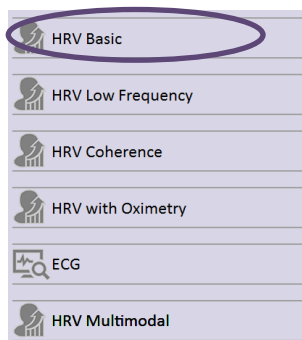 HRV Basic
HRV Low Frequency
HRV Coherence
HRV with Oximetry
ECG
HRV Multimodal